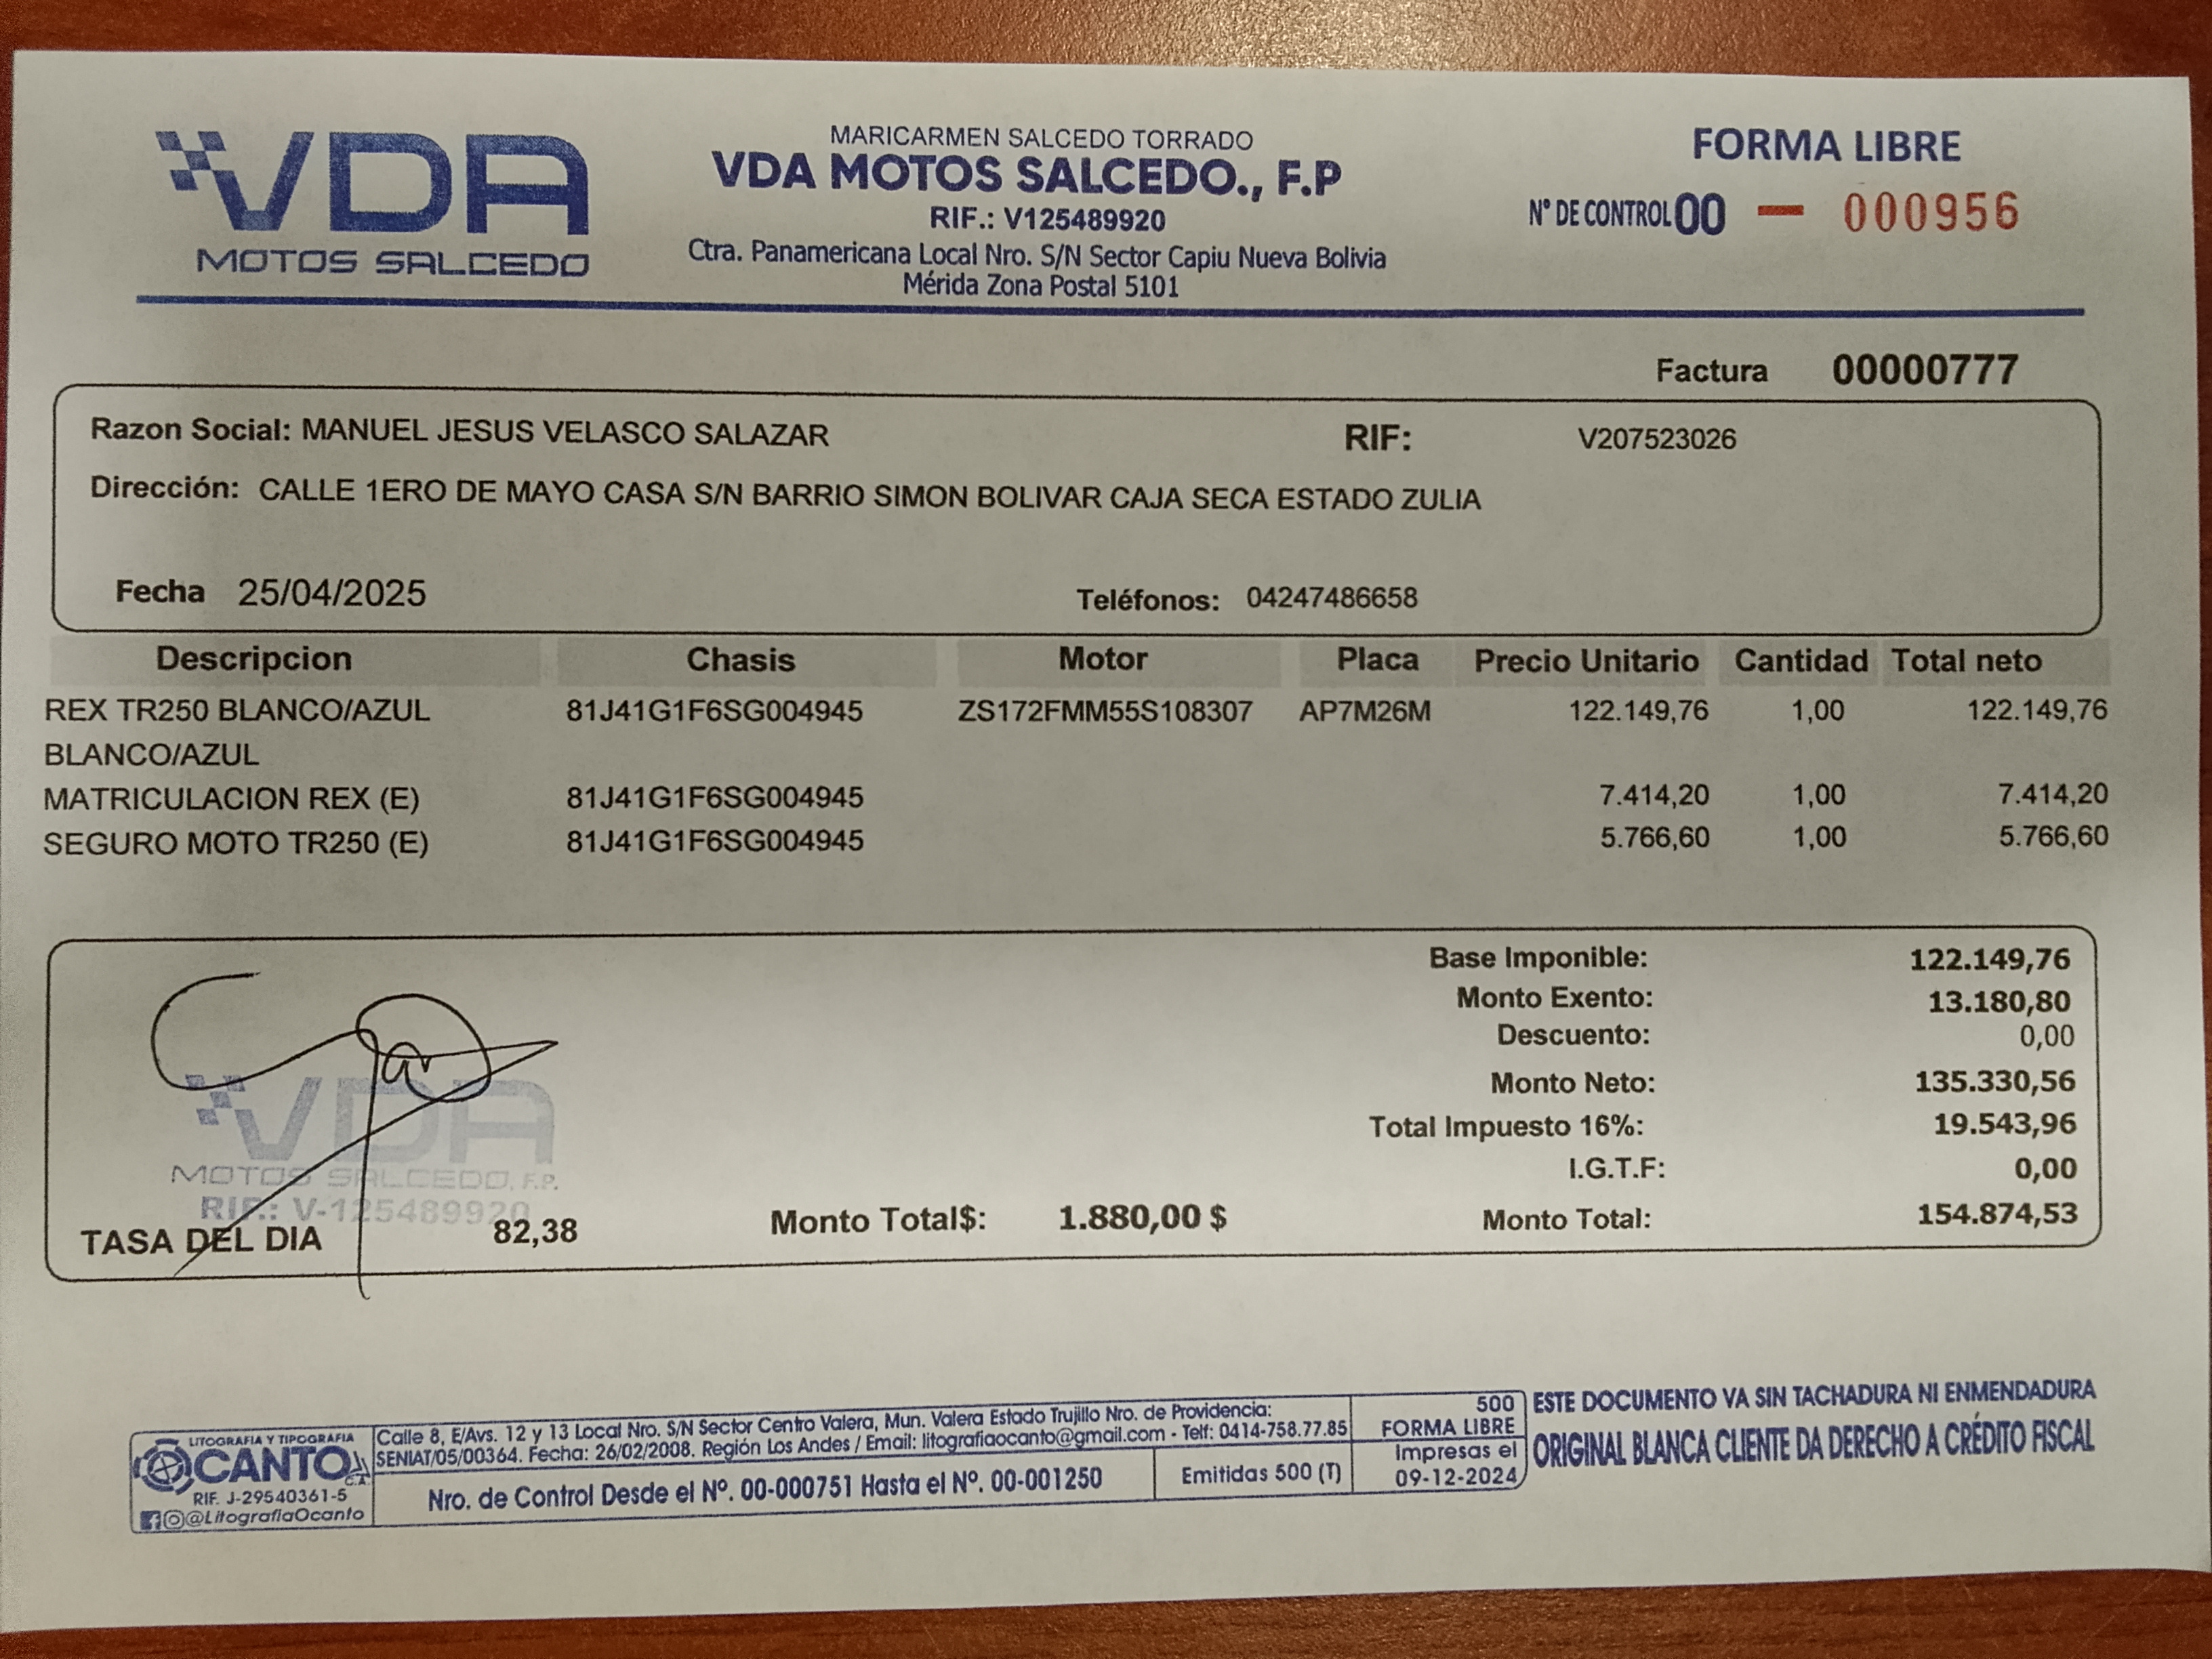 VDA
MOTOS SALCEDO
MARICARMEN SALCEDO TORRADO
VDA MOTOS SALCEDO., F.P
RIF.: V125489920
Ctra. Panamericana Local Nro. S/N Sector Capiu Nueva Bolivia
Mérida Zona Postal 5101
FORMA LIBRE
N° DE CONTROL 00 — 000956
Factura 00000777
Razon Social: MANUEL JESUS VELASCO SALAZAR RIF: V207523026
Dirección: CALLE 1ERO DE MAYO CASA S/N BARRIO SIMON BOLIVAR CAJA SECA ESTADO ZULIA
Fecha 25/04/2025 Teléfonos: 04247486658
Descripcion Chasis Motor Placa Precio Unitario Cantidad Total neto
REX TR250 BLANCO/AZUL 81J41G1F6SG004945 ZS172FMM55S108307 AP7M26M 122.149,76 1,00 122.149,76
BLANCO/AZUL
MATRICULACION REX (E) 81J41G1F6SG004945 7.414,20 1,00 7.414,20
SEGURO MOTO TR250 (E) 81J41G1F6SG004945 5.766,60 1,00 5.766,60
Base Imponible: 122.149,76
Monto Exento: 13.180,80
Descuento: 0,00
Monto Neto: 135.330,56
Total Impuesto 16%: 19.543,96
I.G.T.F: 0,00
VDA
MOTOS SALCEDO, F.P.
RIF.: V-125489920
TASA DEL DIA 82,38 Monto Total$: 1.880,00 $ Monto Total: 154.874,53
LITOGRAFIA Y TIPOGRAFIA
OCANTO C.A.
RIF. J-29540361-5
@LitografiaOcanto
Calle 8, E/Avs. 12 y 13 Local Nro. S/N Sector Centro Valera, Mun. Valera Estado Trujillo Nro. de Providencia:
SENIAT/05/00364. Fecha: 26/02/2008. Región Los Andes / Email: litografiaocanto@gmail.com - Telf: 0414-758.77.85
Nro. de Control Desde el Nº. 00-000751 Hasta el Nº. 00-001250
Emitidas 500 (T)
500
FORMA LIBRE
Impresas el
09-12-2024
ESTE DOCUMENTO VA SIN TACHADURA NI ENMENDADURA
ORIGINAL BLANCA CLIENTE DA DERECHO A CRÉDITO FISCAL